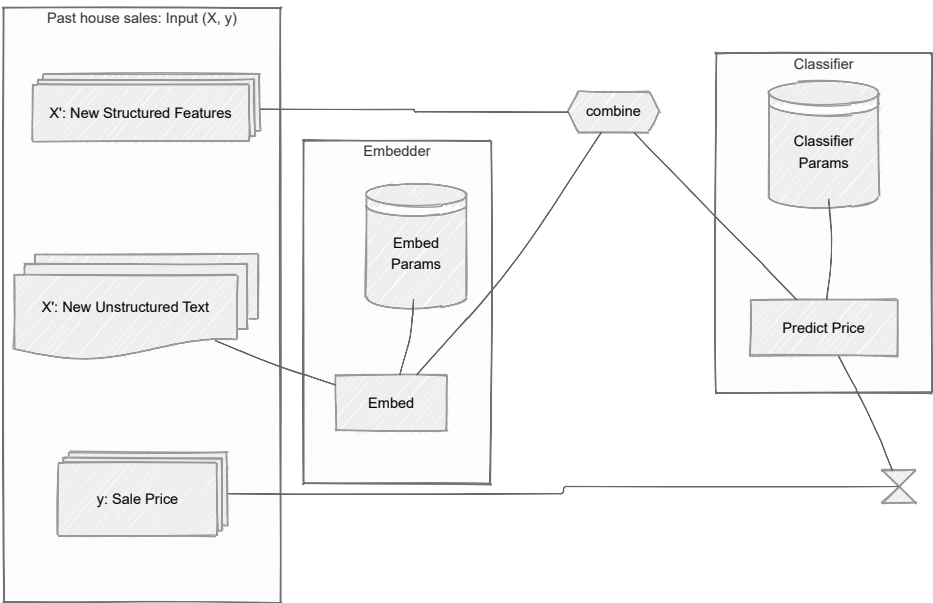 Past house sales: Input (X, y)
X': New Structured Features
X': New Unstructured Text
y: Sale Price
Embedder
Embed
Params
Embed
combine
Classifier
Classifier
Params
Predict Price